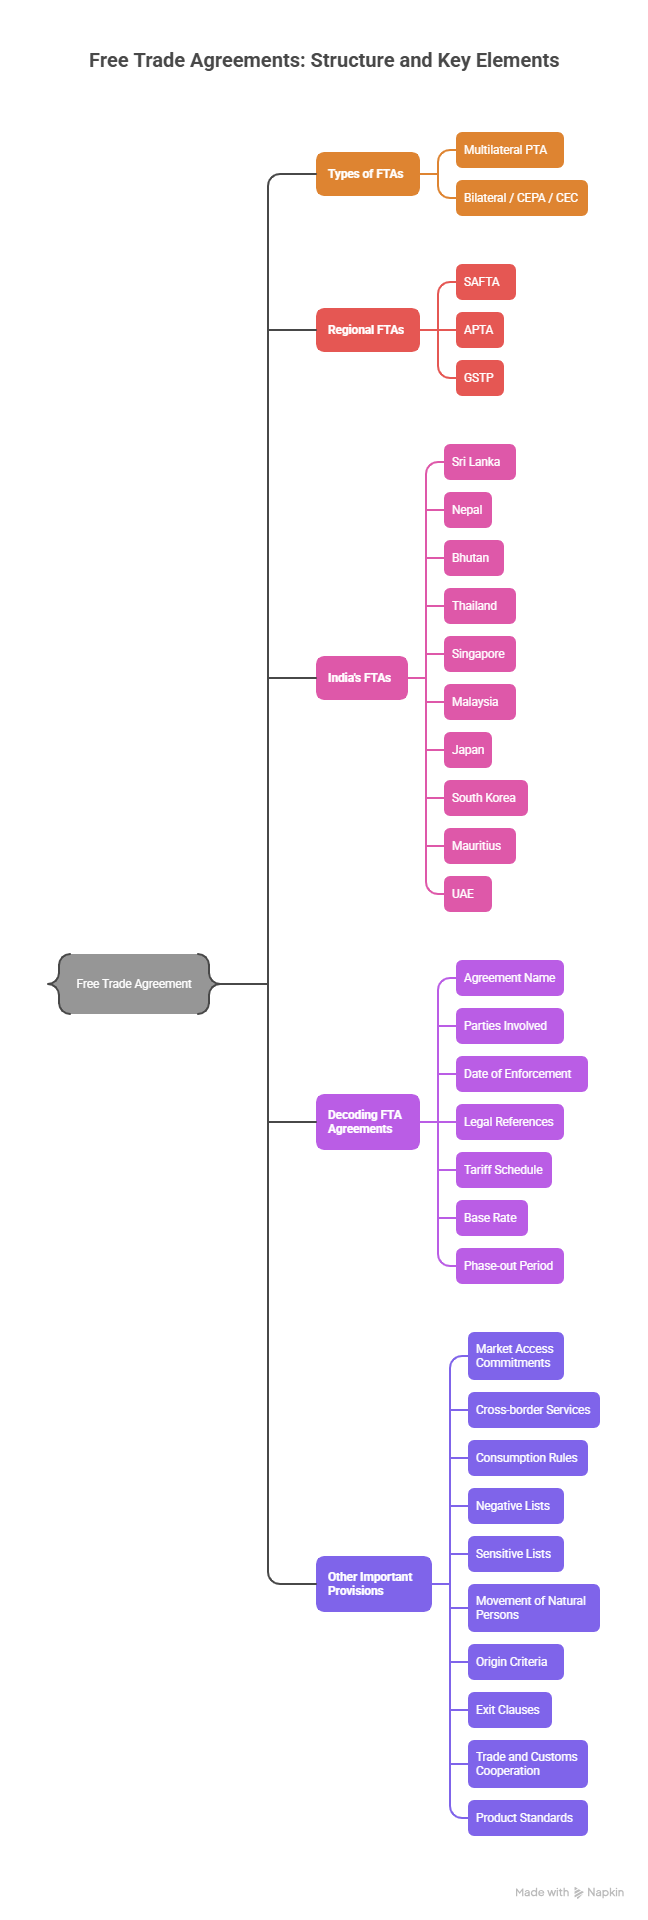 Free Trade Agreements: Structure and Key Elements
Types of FTAs
Multilateral PTA
Bilateral / CEPA / CEC
Regional FTAs
SAFTA
APTA
GSTP
India's FTAs
Sri Lanka
Nepal
Bhutan
Thailand
Singapore
Malaysia
Japan
South Korea
Mauritius
UAE
Free Trade Agreement
Decoding FTA
Agreements
Agreement Name
Parties Involved
Date of Enforcement
Legal References
Tariff Schedule
Base Rate
Phase-out Period
Other Important
Provisions
Market Access
Commitments
Cross-border Services
Consumption Rules
Negative Lists
Sensitive Lists
Movement of Natural
Persons
Origin Criteria
Exit Clauses
Trade and Customs
Cooperation
Product Standards
Made with Napkin